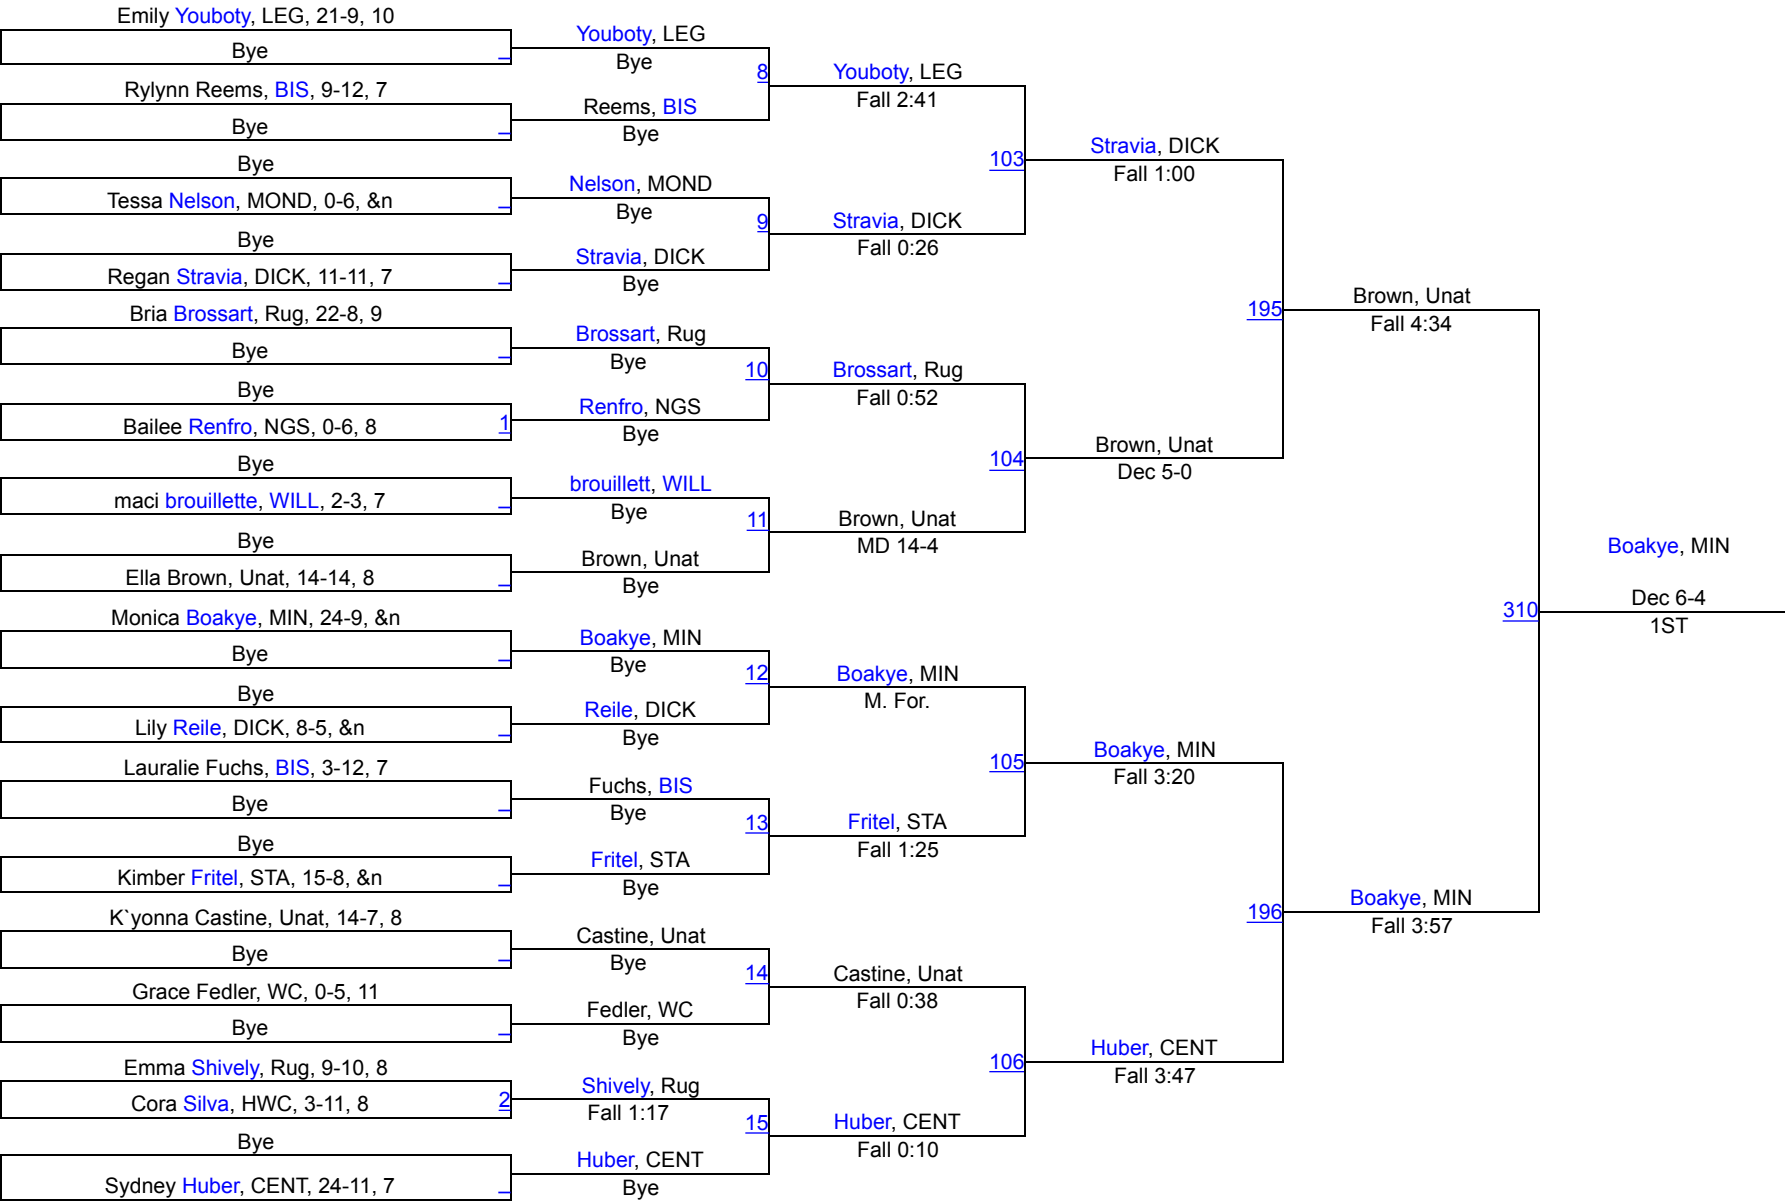 Emily Youboty, LEG, 21-9, 10
Bye
Rylynn Reems, BIS, 9-12, 7
Bye
Bye
Tessa Nelson, MOND, 0-6, &n
Bye
Regan Stravia, DICK, 11-11, 7
Bria Brossart, Rug, 22-8, 9
Bye
Bye
Bailee Renfro, NGS, 0-6, 8
1
Bye
maci brouillette, WILL, 2-3, 7
Bye
Ella Brown, Unat, 14-14, 8
Monica Boakye, MIN, 24-9, &n
Bye
Bye
Lily Reile, DICK, 8-5, &n
Lauralie Fuchs, BIS, 3-12, 7
Bye
Bye
Kimber Fritel, STA, 15-8, &n
K`yonna Castine, Unat, 14-7, 8
Bye
Grace Fedler, WC, 0-5, 11
Bye
Emma Shively, Rug, 9-10, 8
Cora Silva, HWC, 3-11, 8
2
Bye
Sydney Huber, CENT, 24-11, 7
Youboty, LEG
Bye
8
Reems, BIS
Bye
Nelson, MOND
Bye
9
Stravia, DICK
Bye
Brossart, Rug
Bye
10
Renfro, NGS
Bye
brouillett, WILL
Bye
11
Brown, Unat
Bye
Boakye, MIN
Bye
12
Reile, DICK
Bye
Fuchs, BIS
Bye
13
Fritel, STA
Bye
Castine, Unat
Bye
14
Fedler, WC
Bye
Shively, Rug
Fall 1:17
15
Huber, CENT
Bye
Youboty, LEG
Fall 2:41
103
Stravia, DICK
Fall 0:26
Brossart, Rug
Fall 0:52
104
Brown, Unat
MD 14-4
Boakye, MIN
M. For.
105
Fritel, STA
Fall 1:25
Castine, Unat
Fall 0:38
106
Huber, CENT
Fall 0:10
Stravia, DICK
Fall 1:00
195
Brown, Unat
Dec 5-0
Boakye, MIN
Fall 3:20
196
Huber, CENT
Fall 3:47
Brown, Unat
Fall 4:34
310
Boakye, MIN
Fall 3:57
Boakye, MIN
Dec 6-4
1ST